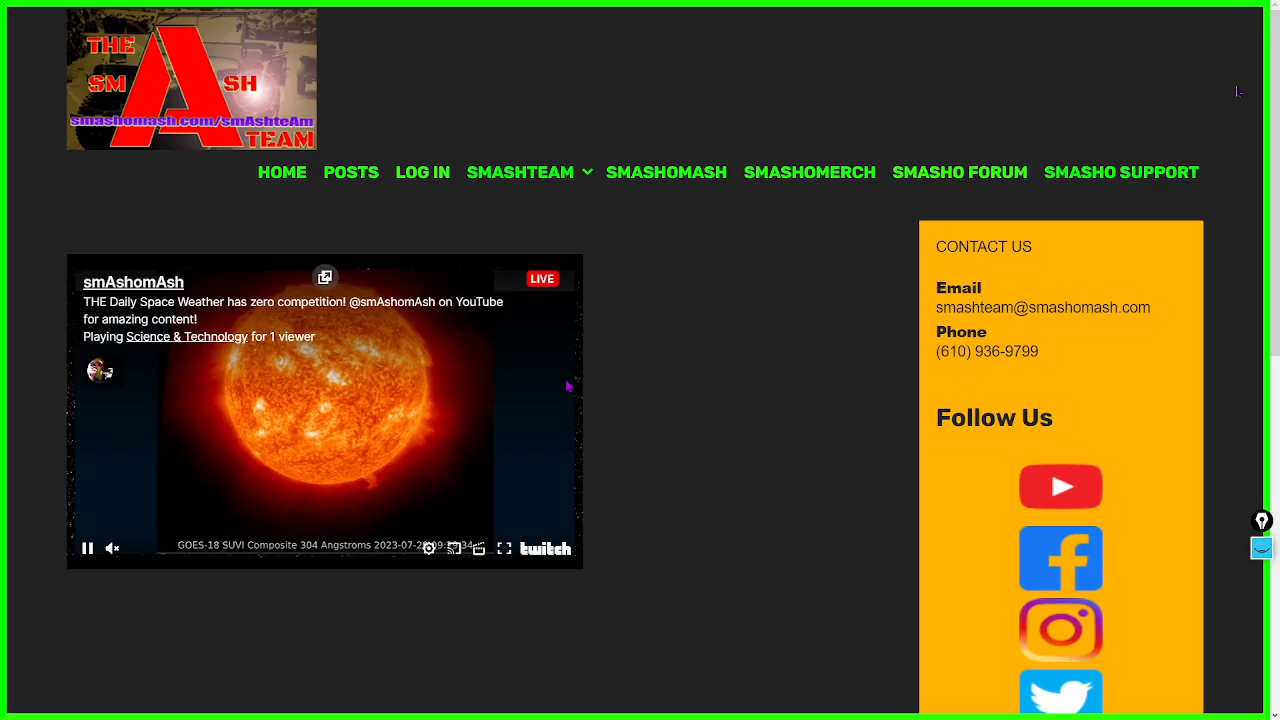 THE
SM SH
smashomash.com/smAshteAm
TEAM
HOME POSTS LOG IN SMASHTEAM SMASHOMASH SMASHOMERCH SMASHO FORUM SMASHO SUPPORT
smAshomAsh
LIVE
THE Daily Space Weather has zero competition! @smAshomAsh on YouTube
for amazing content!
Playing Science & Technology for 1 viewer
GOES-18 SUVI Composite 304 Angstroms
twitch
CONTACT US
Email
smashteam@smashomash.com
Phone
(610) 936-9799
Follow Us